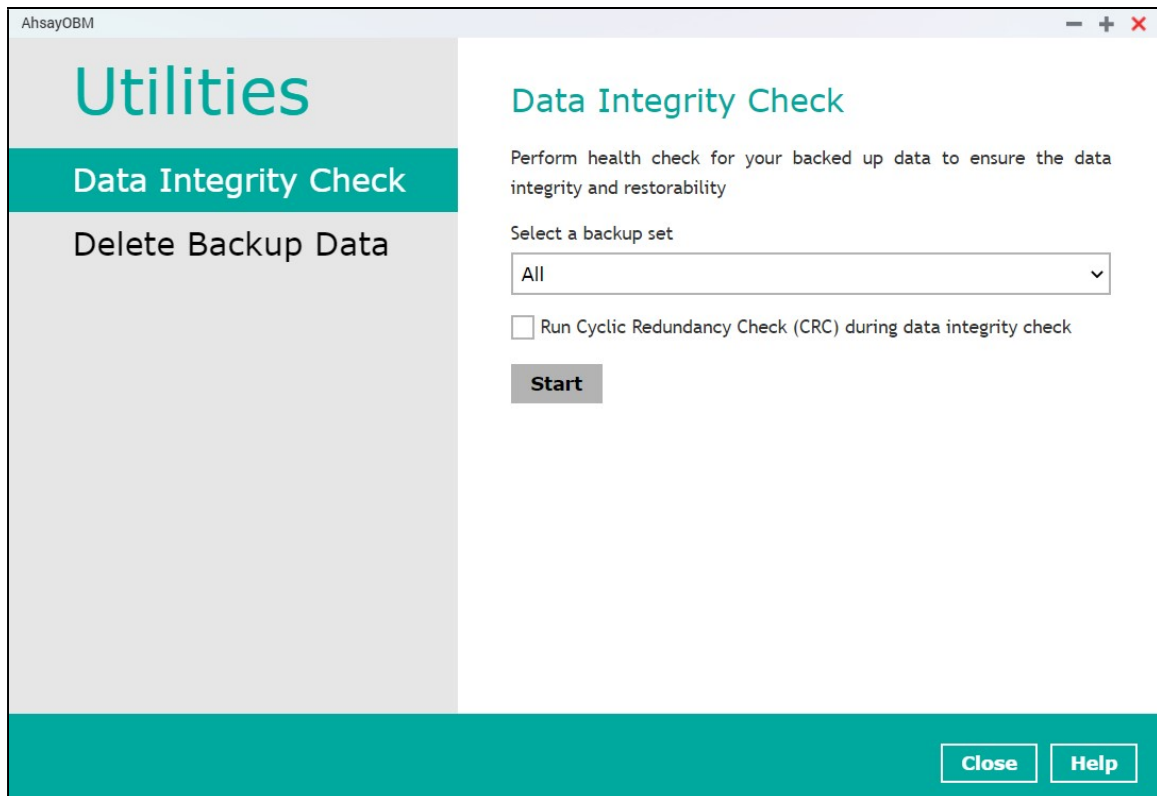 AhsayOBM
Utilities
Data Integrity Check
Delete Backup Data
Data Integrity Check
Perform health check for your backed up data to ensure the data
integrity and restorability
Select a backup set
All
Run Cyclic Redundancy Check (CRC) during data integrity check
Start
Close
Help